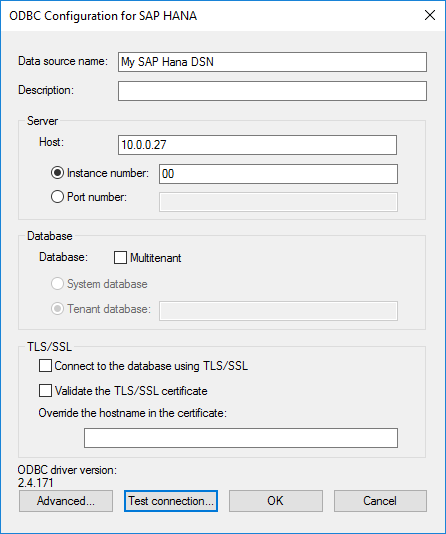 ODBC Configuration for SAP HANA
Data source name: My SAP Hana DSN
Description:
Server
Host: 10.0.0.27
Instance number: 00
Port number:
Database
Database: Multitenant
System database
Tenant database:
TLS/SSL
Connect to the database using TLS/SSL
Validate the TLS/SSL certificate
Override the hostname in the certificate:
ODBC driver version:
2.4.171
Advanced... Test connection... OK Cancel